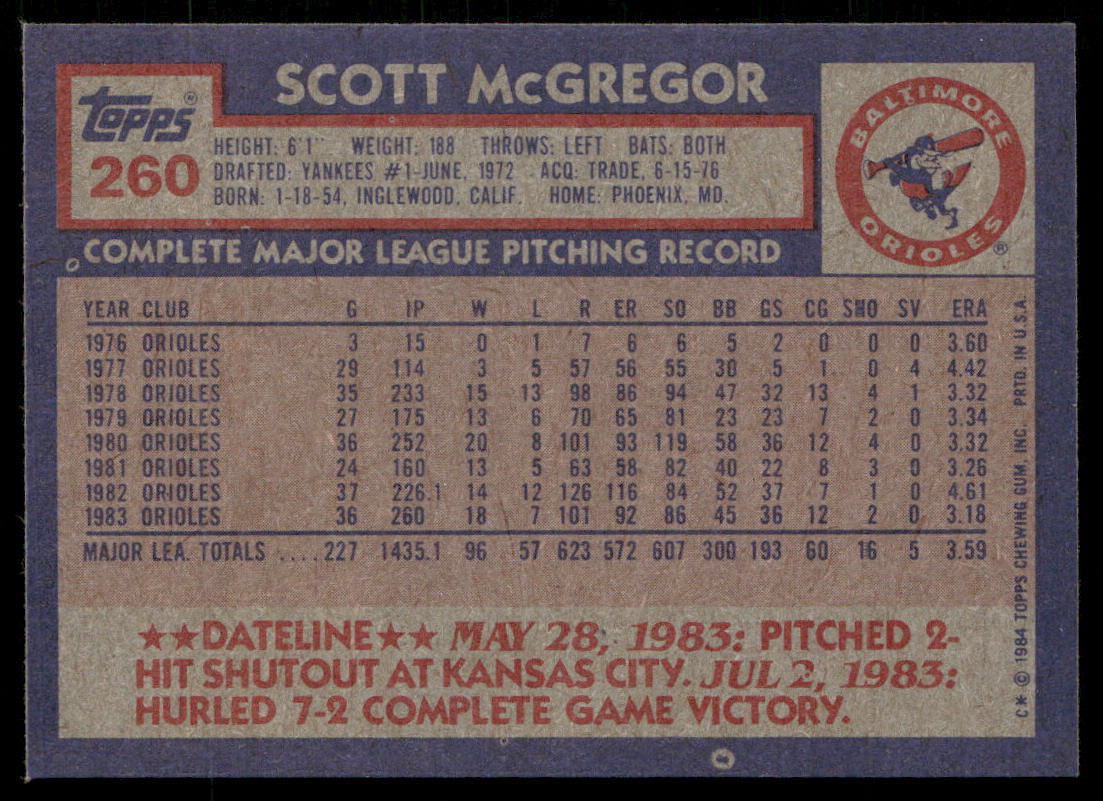 SCOTT McGREGOR
TOPPS®
260
HEIGHT: 6'1" WEIGHT: 188 THROWS: LEFT BATS: BOTH
DRAFTED: YANKEES #1-JUNE, 1972 ACQ: TRADE, 6-15-76
BORN: 1-18-54, INGLEWOOD, CALIF. HOME: PHOENIX, MD.
BALTIMORE
ORIOLES
®
COMPLETE MAJOR LEAGUE PITCHING RECORD
YEAR CLUB G IP W L R ER SO BB GS CG SHO SV ERA
1976 ORIOLES 3 15 0 1 7 6 6 5 2 0 0 0 3.60
1977 ORIOLES 29 114 3 5 57 56 55 30 5 1 0 4 4.42
1978 ORIOLES 35 233 15 13 98 86 94 47 32 13 4 1 3.32
1979 ORIOLES 27 175 13 6 70 65 81 23 23 7 2 0 3.34
1980 ORIOLES 36 252 20 8 101 93 119 58 36 12 4 0 3.32
1981 ORIOLES 24 160 13 5 63 58 82 40 22 8 3 0 3.26
1982 ORIOLES 37 226.1 14 12 126 116 84 52 37 7 1 0 4.61
1983 ORIOLES 36 260 18 7 101 92 86 45 36 12 2 0 3.18
MAJOR LEA. TOTALS ....227 1435.1 96 57 623 572 607 300 193 60 16 5 3.59
★★DATELINE★★ MAY 28, 1983: PITCHED 2-
HIT SHUTOUT AT KANSAS CITY. JUL 2, 1983:
HURLED 7-2 COMPLETE GAME VICTORY.
C* © 1984 TOPPS CHEWING GUM, INC. PRTD. IN U.S.A.